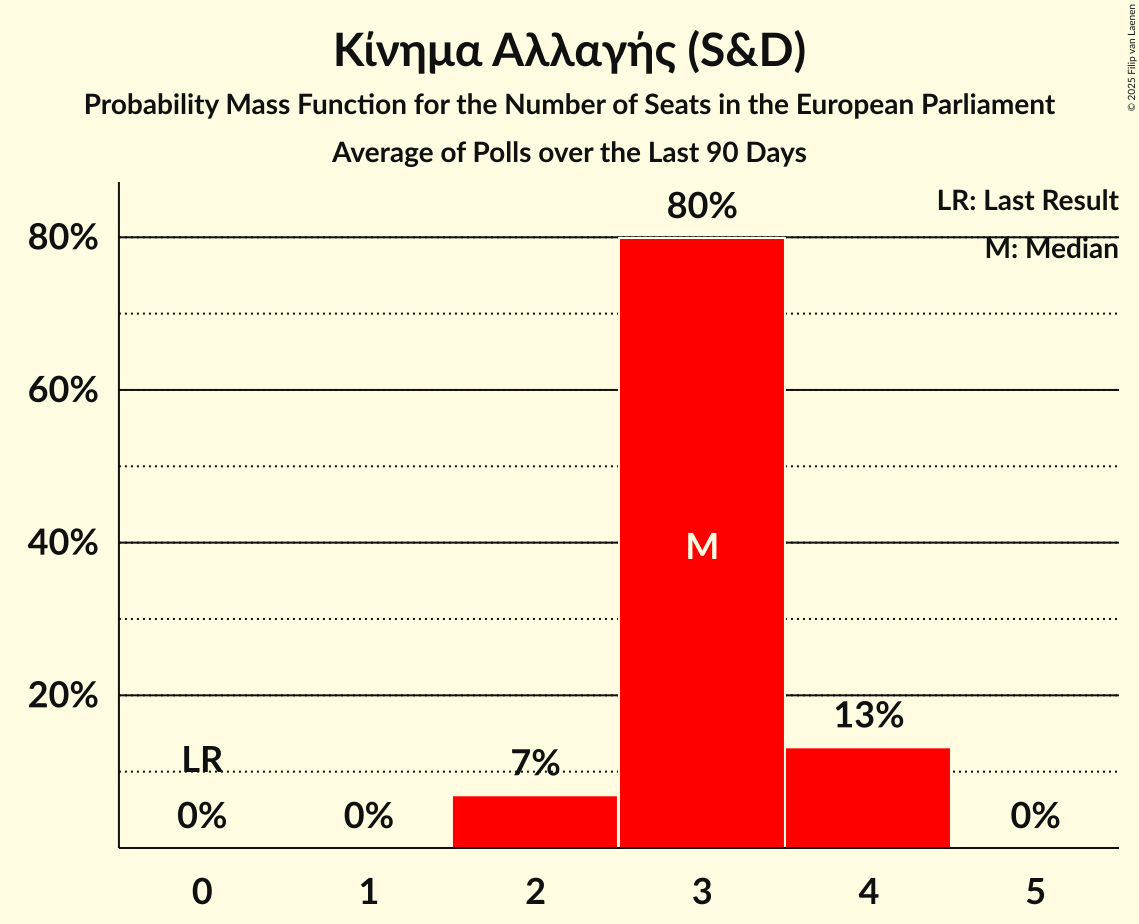 Κίνημα Αλλαγής (S&D)
Probability Mass Function for the Number of Seats in the European Parliament
Average of Polls over the Last 90 Days
© 2025 Filip van Laenen
LR: Last Result
M: Median
80%
60%
40%
20%
LR
0%
0%
7%
80%
M
13%
0%
0 1 2 3 4 5